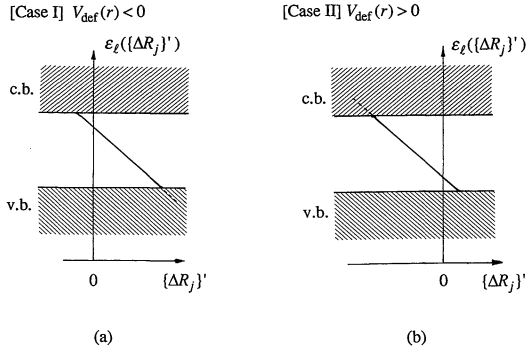 [Case I] V_def(r) < 0
[Case II] V_def(r) > 0
ε_ℓ({ΔR_j}')
ε_ℓ({ΔR_j}')
c.b.
c.b.
v.b.
v.b.
0
{ΔR_j}'
0
{ΔR_j}'
(a)
(b)